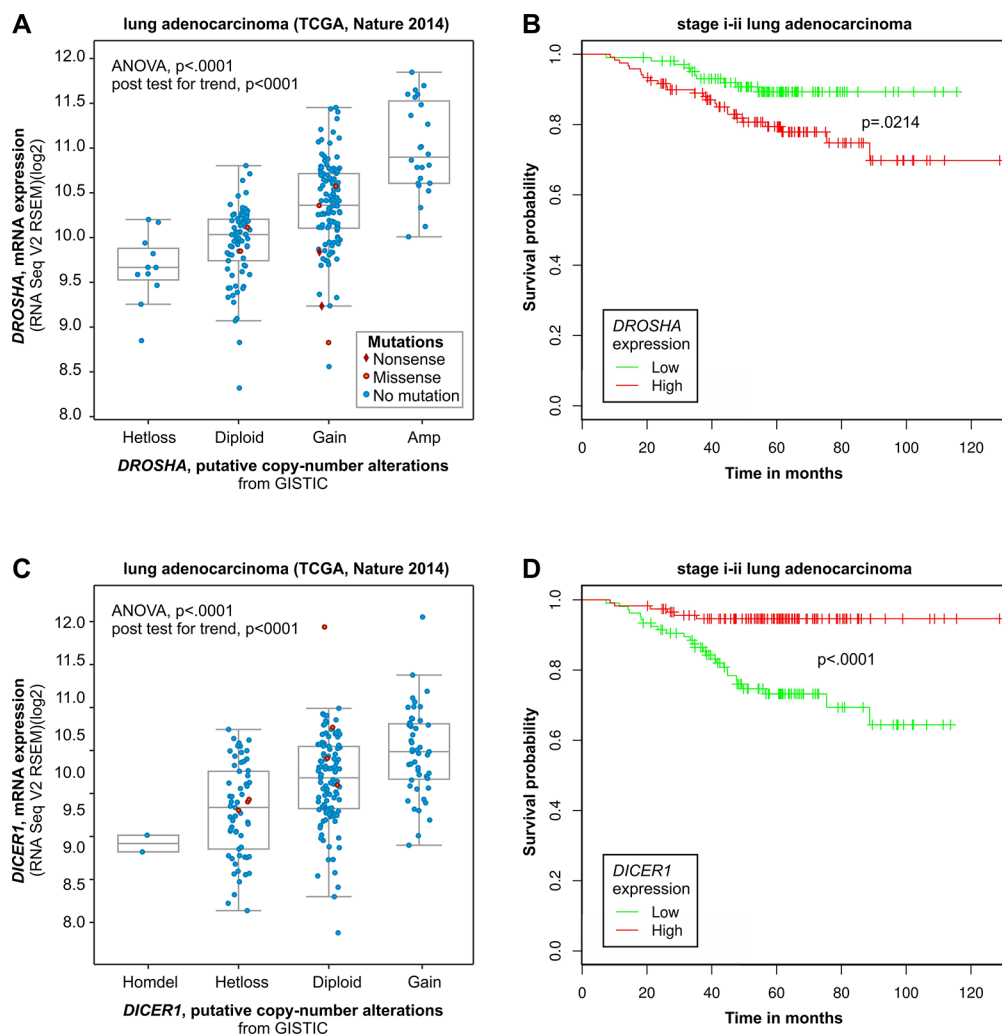 A
lung adenocarcinoma (TCGA, Nature 2014)
ANOVA, p<.0001
post test for trend, p<0001
DROSHA, mRNA expression
(RNA Seq V2 RSEM)(log2)
12.0
11.5
11.0
10.5
10.0
9.5
9.0
8.5
8.0
Mutations
Nonsense
Missense
No mutation
Hetloss Diploid Gain Amp
DROSHA, putative copy-number alterations
from GISTIC
B
stage i-ii lung adenocarcinoma
Survival probability
1.0
0.8
0.6
0.4
0.2
0.0
p=.0214
DROSHA
expression
Low
High
0 20 40 60 80 100 120
Time in months
C
lung adenocarcinoma (TCGA, Nature 2014)
ANOVA, p<.0001
post test for trend, p<0001
DICER1, mRNA expression
(RNA Seq V2 RSEM)(log2)
12.0
11.5
11.0
10.5
10.0
9.5
9.0
8.5
8.0
Homdel Hetloss Diploid Gain
DICER1, putative copy-number alterations
from GISTIC
D
stage i-ii lung adenocarcinoma
Survival probability
1.0
0.8
0.6
0.4
0.2
0.0
p<.0001
DICER1
expression
Low
High
0 20 40 60 80 100 120
Time in months